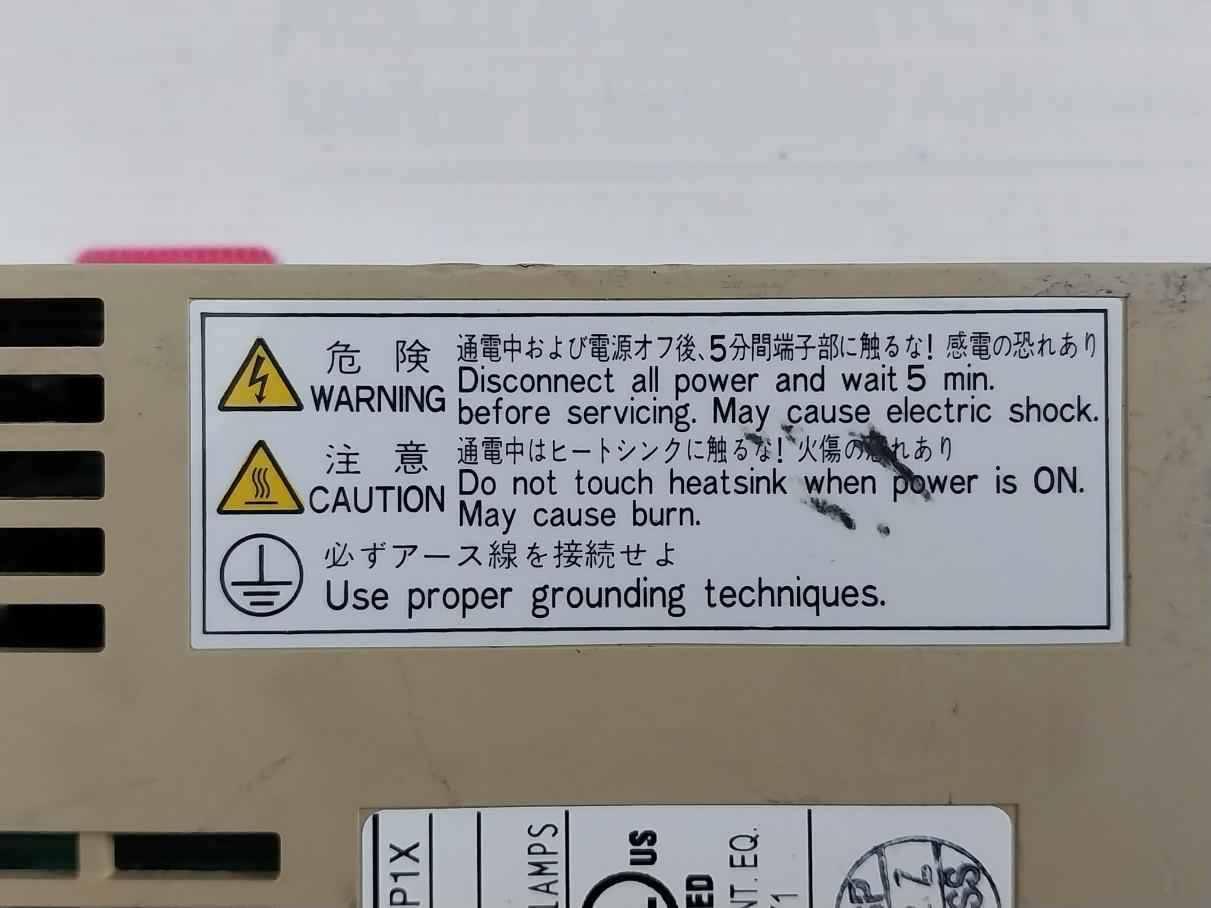 危 険 通電中および電源オフ後、5分間端子部に触るな! 感電の恐れあり
WARNING Disconnect all power and wait 5 min.
before servicing. May cause electric shock.
注 意 通電中はヒートシンクに触るな! 火傷の恐れあり
CAUTION Do not touch heatsink when power is ON.
May cause burn.
必ずアース線を接続せよ
Use proper grounding techniques.
P1X
AMPS
US
ED
NT. EQ.